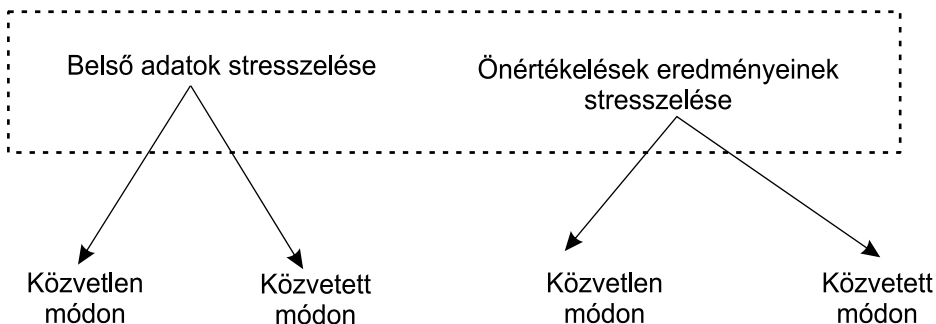 Belső adatok stresszelése
Önértékelések eredményeinek
stresszelése
Közvetlen
módon
Közvetett
módon
Közvetlen
módon
Közvetett
módon